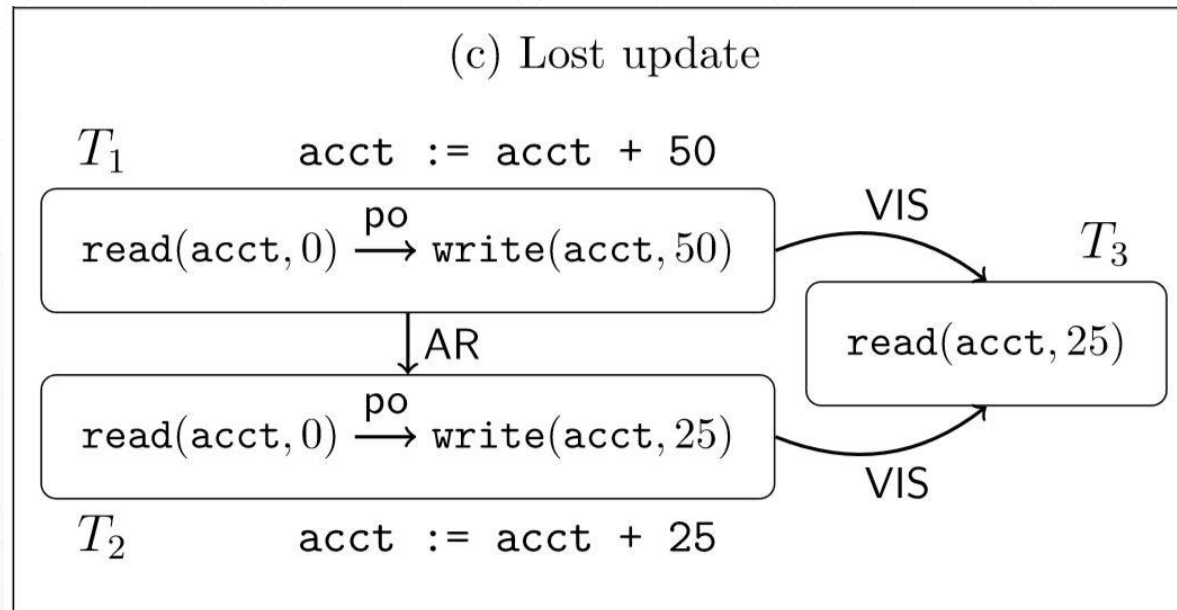 (c) Lost update
T₁ acct := acct + 50
read(acct, 0) po→ write(acct, 50)
VIS
T₃
read(acct, 25)
AR
read(acct, 0) po→ write(acct, 25)
VIS
T₂ acct := acct + 25